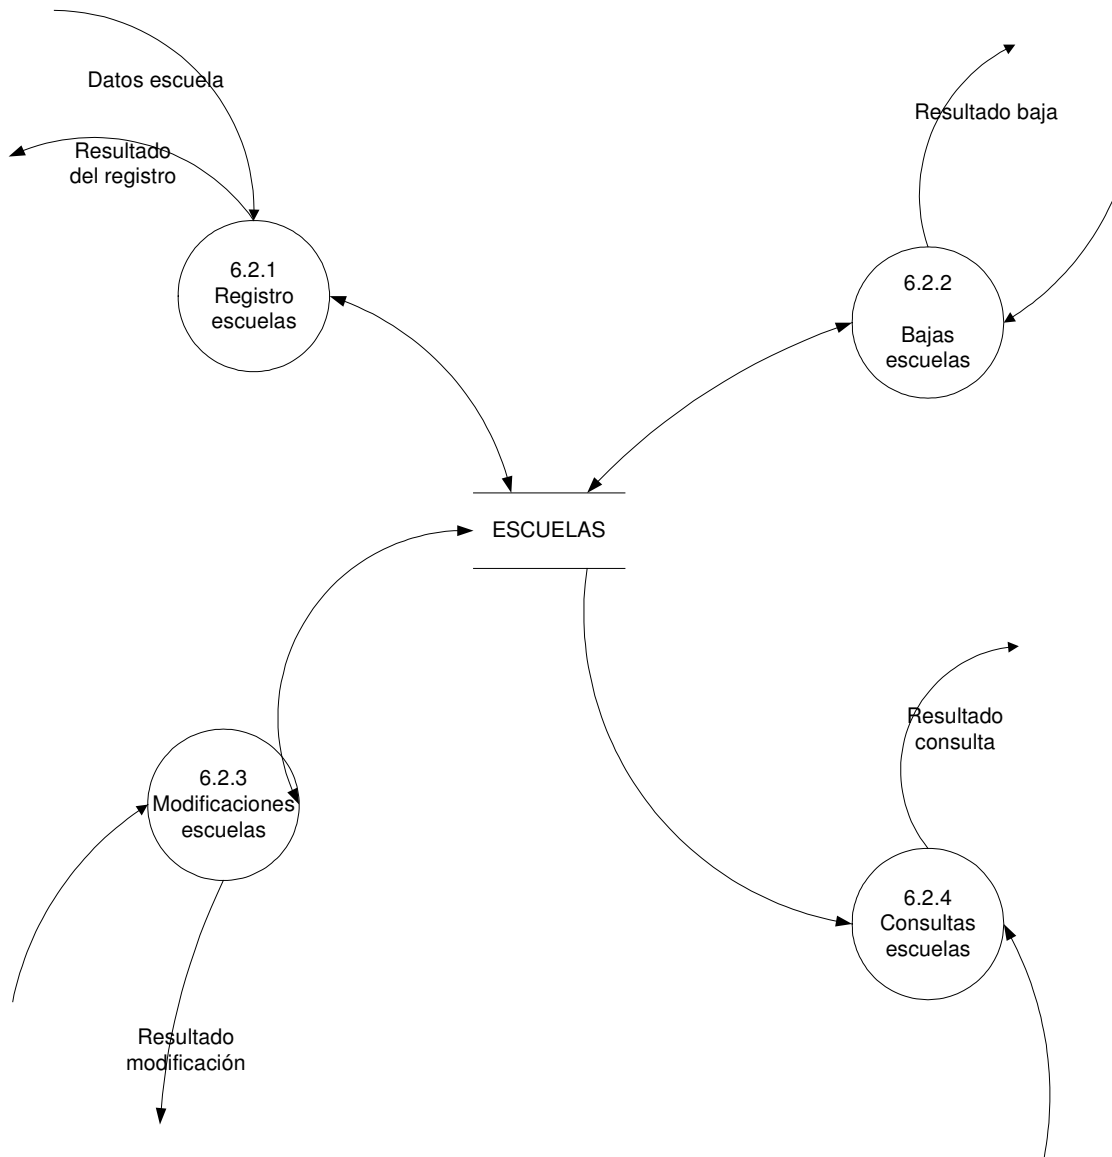 Datos escuela
Resultado
del registro
Resultado baja
6.2.1
Registro
escuelas
6.2.2
Bajas
escuelas
ESCUELAS
Resultado
consulta
6.2.3
Modificaciones
escuelas
6.2.4
Consultas
escuelas
Resultado
modificación